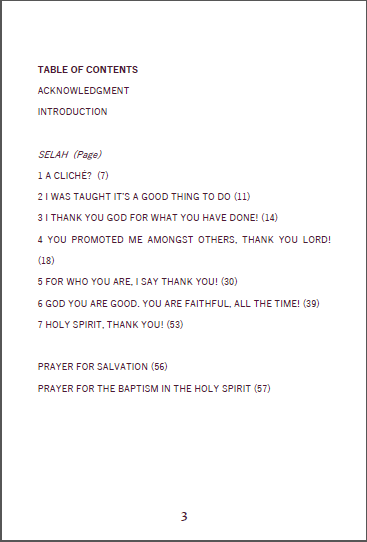 TABLE OF CONTENTS
ACKNOWLEDGMENT
INTRODUCTION
SELAH (Page)
1 A CLICHÉ? (7)
2 I WAS TAUGHT IT'S A GOOD THING TO DO (11)
3 I THANK YOU GOD FOR WHAT YOU HAVE DONE! (14)
4 YOU PROMOTED ME AMONGST OTHERS, THANK YOU LORD!
(18)
5 FOR WHO YOU ARE, I SAY THANK YOU! (30)
6 GOD YOU ARE GOOD. YOU ARE FAITHFUL, ALL THE TIME! (39)
7 HOLY SPIRIT, THANK YOU! (53)
PRAYER FOR SALVATION (56)
PRAYER FOR THE BAPTISM IN THE HOLY SPIRIT (57)
3